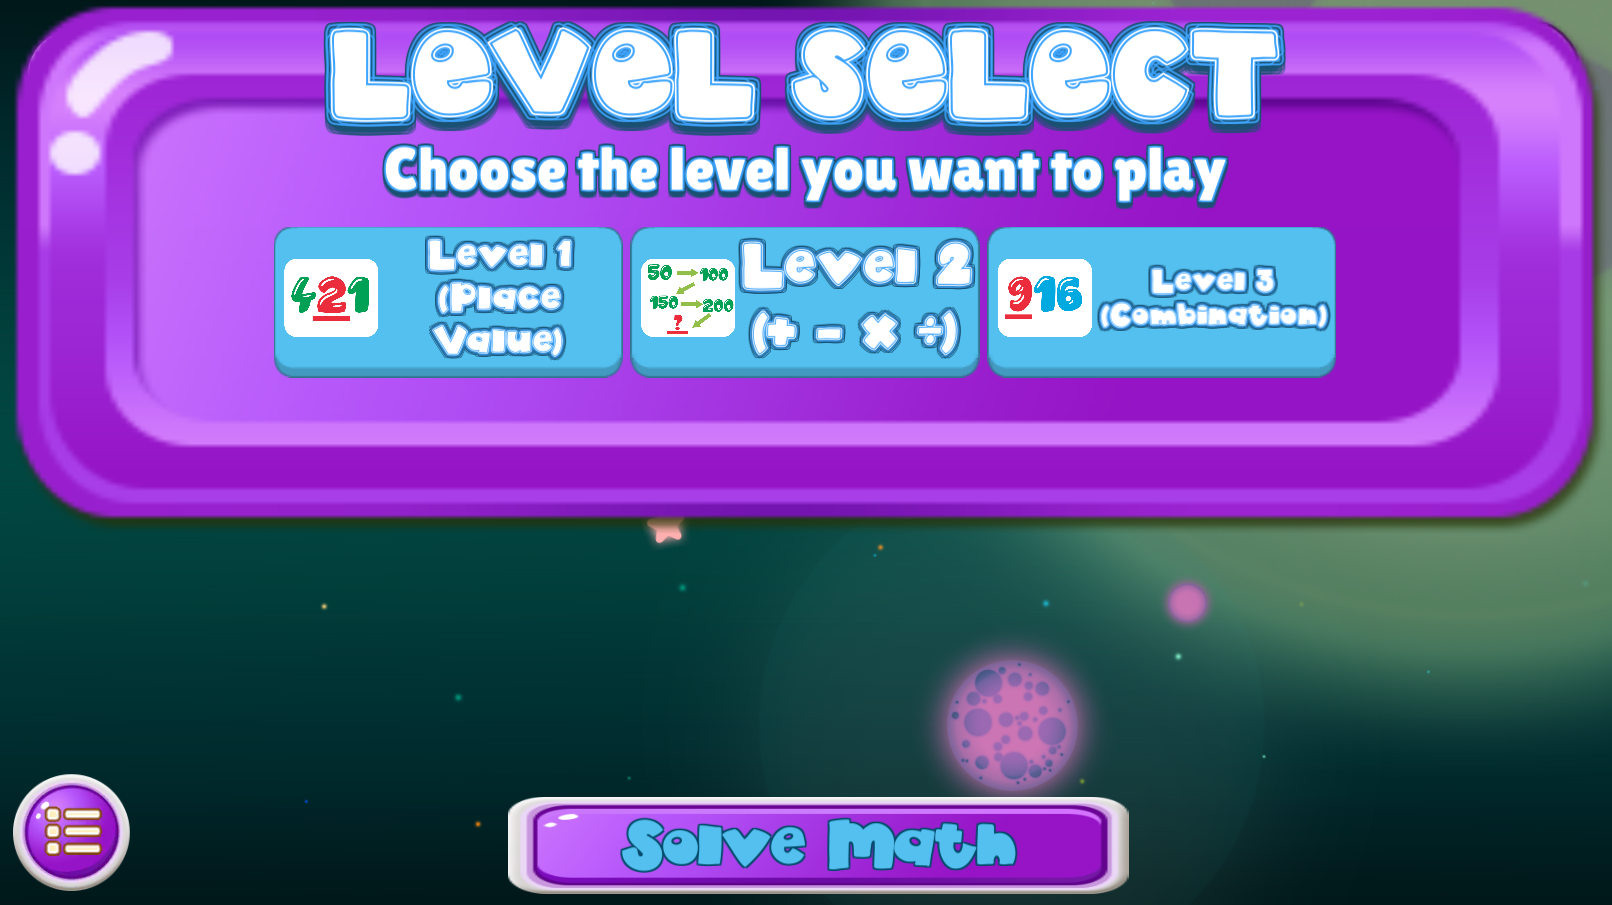 Level Select
Choose the level you want to play
421
Level 1
(Place
Value)
50 → 100
150 → 200
?
Level 2
(+ - × ÷)
916
Level 3
(Combination)
Solve Math